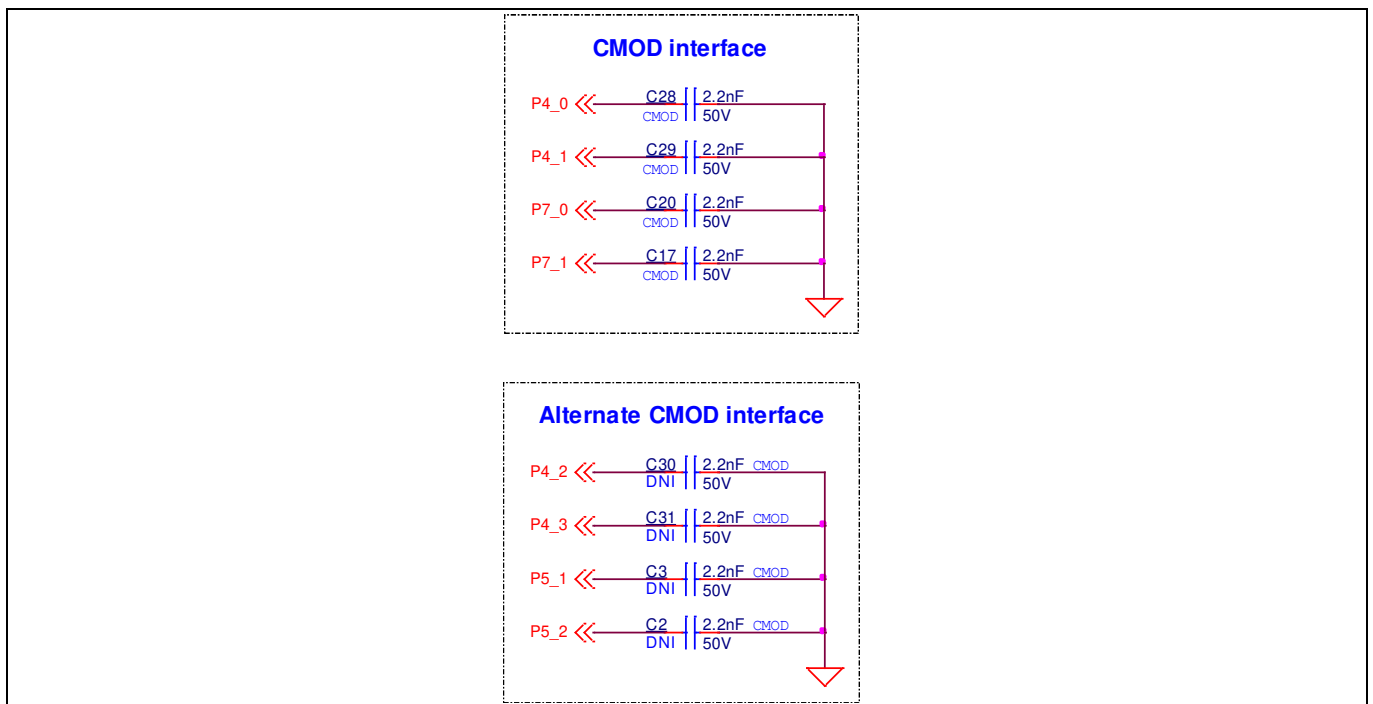 CMOD interface
P4_0 C28 2.2nF
CMOD 50V
P4_1 C29 2.2nF
CMOD 50V
P7_0 C20 2.2nF
CMOD 50V
P7_1 C17 2.2nF
CMOD 50V
Alternate CMOD interface
P4_2 C30 2.2nF CMOD
DNI 50V
P4_3 C31 2.2nF CMOD
DNI 50V
P5_1 C3 2.2nF CMOD
DNI 50V
P5_2 C2 2.2nF CMOD
DNI 50V